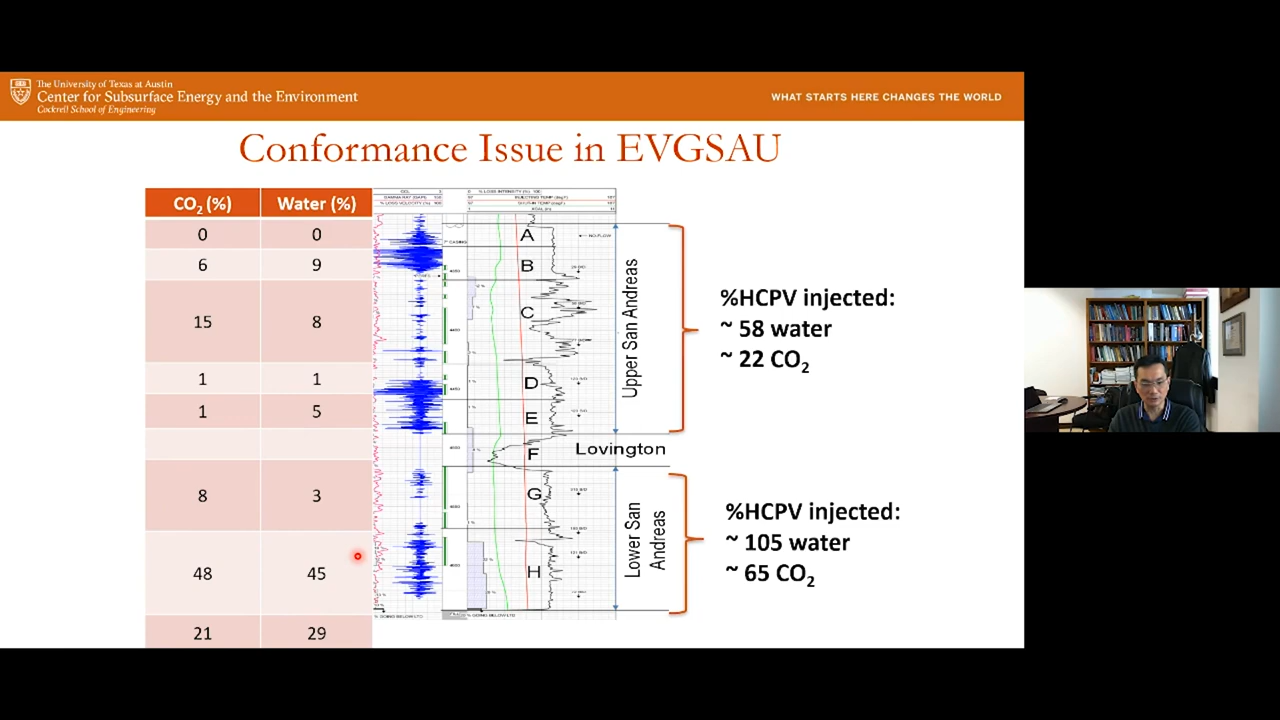 The University of Texas at Austin
Center for Subsurface Energy and the Environment
Cockrell School of Engineering
WHAT STARTS HERE CHANGES THE WORLD
Conformance Issue in EVGSAU
CO₂ (%) Water (%)
0 0
6 9
15 8
1 1
1 5
8 3
48 45
21 29
A
B
C
D
E
F
G
H
Upper San Andreas
Lovington
Lower San Andreas
%HCPV injected:
~ 58 water
~ 22 CO₂
%HCPV injected:
~ 105 water
~ 65 CO₂